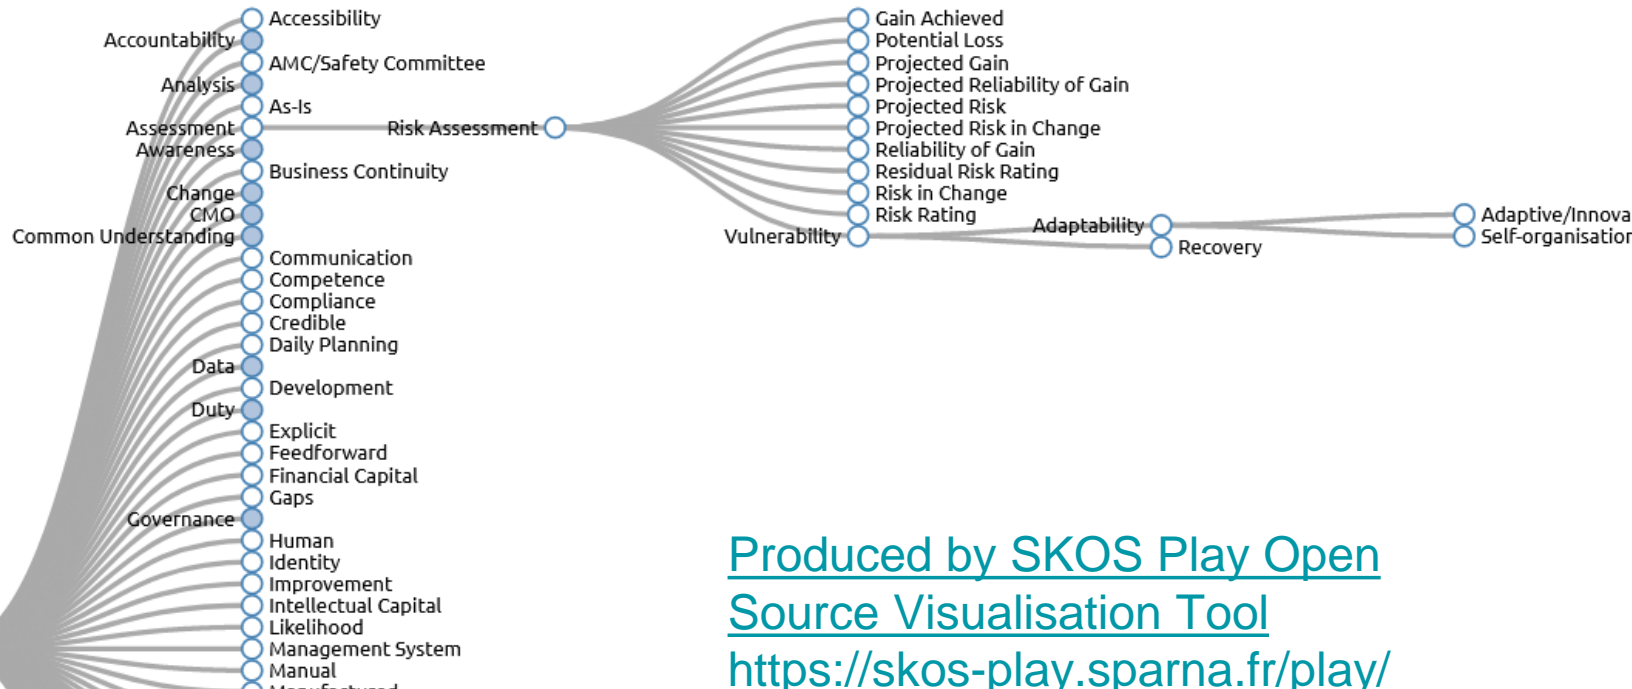 Accessibility
Accountability
AMC/Safety Committee
Analysis
As-Is
Assessment
Awareness
Business Continuity
Change
CMO
Common Understanding
Communication
Competence
Compliance
Credible
Daily Planning
Data
Development
Duty
Explicit
Feedforward
Financial Capital
Gaps
Governance
Human
Identity
Improvement
Intellectual Capital
Likelihood
Management System
Manual
Manufactured
Risk Assessment
Gain Achieved
Potential Loss
Projected Gain
Projected Reliability of Gain
Projected Risk
Projected Risk in Change
Reliability of Gain
Residual Risk Rating
Risk in Change
Risk Rating
Vulnerability
Adaptability
Recovery
Adaptive/Innova
Self-organisation
Produced by SKOS Play Open
Source Visualisation Tool
https://skos-play.sparna.fr/play/